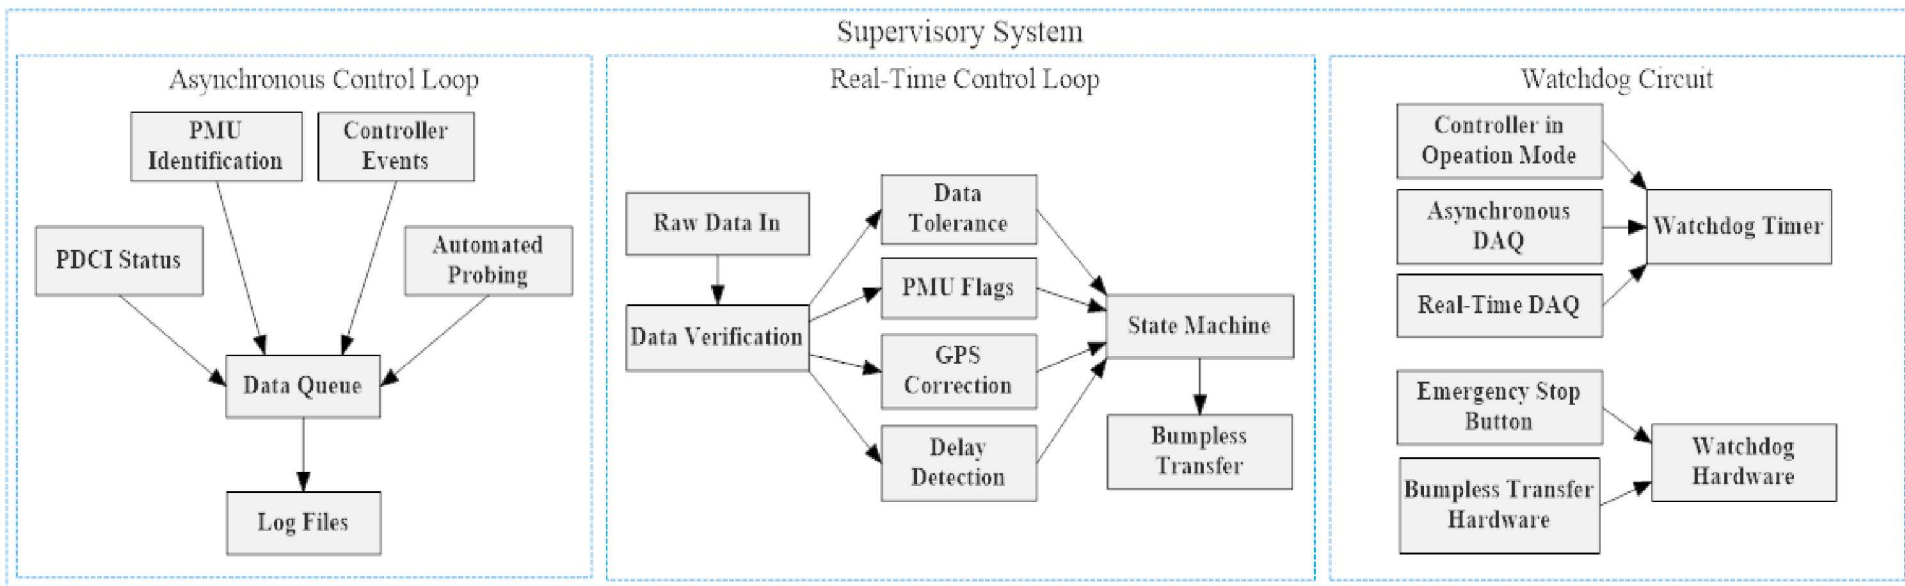 Supervisory System
Asynchronous Control Loop
PMU
Identification
Controller
Events
PDCI Status
Automated
Probing
Data Queue
Log Files
Real-Time Control Loop
Raw Data In
Data Verification
Data
Tolerance
PMU Flags
GPS
Correction
Delay
Detection
State Machine
Bumpless
Transfer
Watchdog Circuit
Controller in
Opeation Mode
Asynchronous
DAQ
Real-Time DAQ
Watchdog Timer
Emergency Stop
Button
Bumpless Transfer
Hardware
Watchdog
Hardware